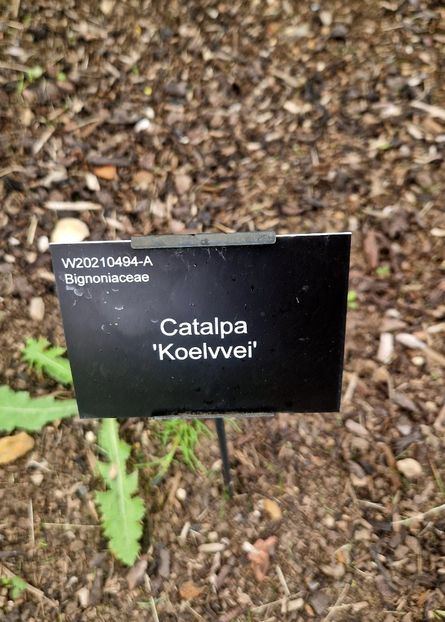 W20210494-A
Bignoniaceae
Catalpa
'Koelvvei'